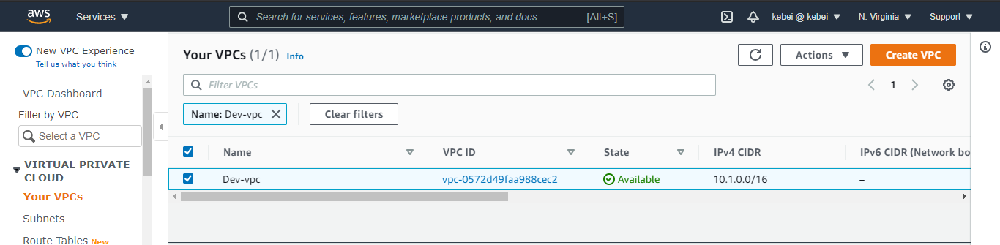 aws
Services
Search for services, features, marketplace products, and docs
[Alt+S]
kebei @ kebei
N. Virginia
Support
New VPC Experience
Tell us what you think
VPC Dashboard
Filter by VPC:
Select a VPC
VIRTUAL PRIVATE
CLOUD
Your VPCs
Subnets
Route Tables New
Your VPCs (1/1) Info
Actions
Create VPC
Filter VPCs
1
Name: Dev-vpc
Clear filters
Name VPC ID State IPv4 CIDR IPv6 CIDR (Network bo
Dev-vpc vpc-0572d49faa988cec2 Available 10.1.0.0/16 –